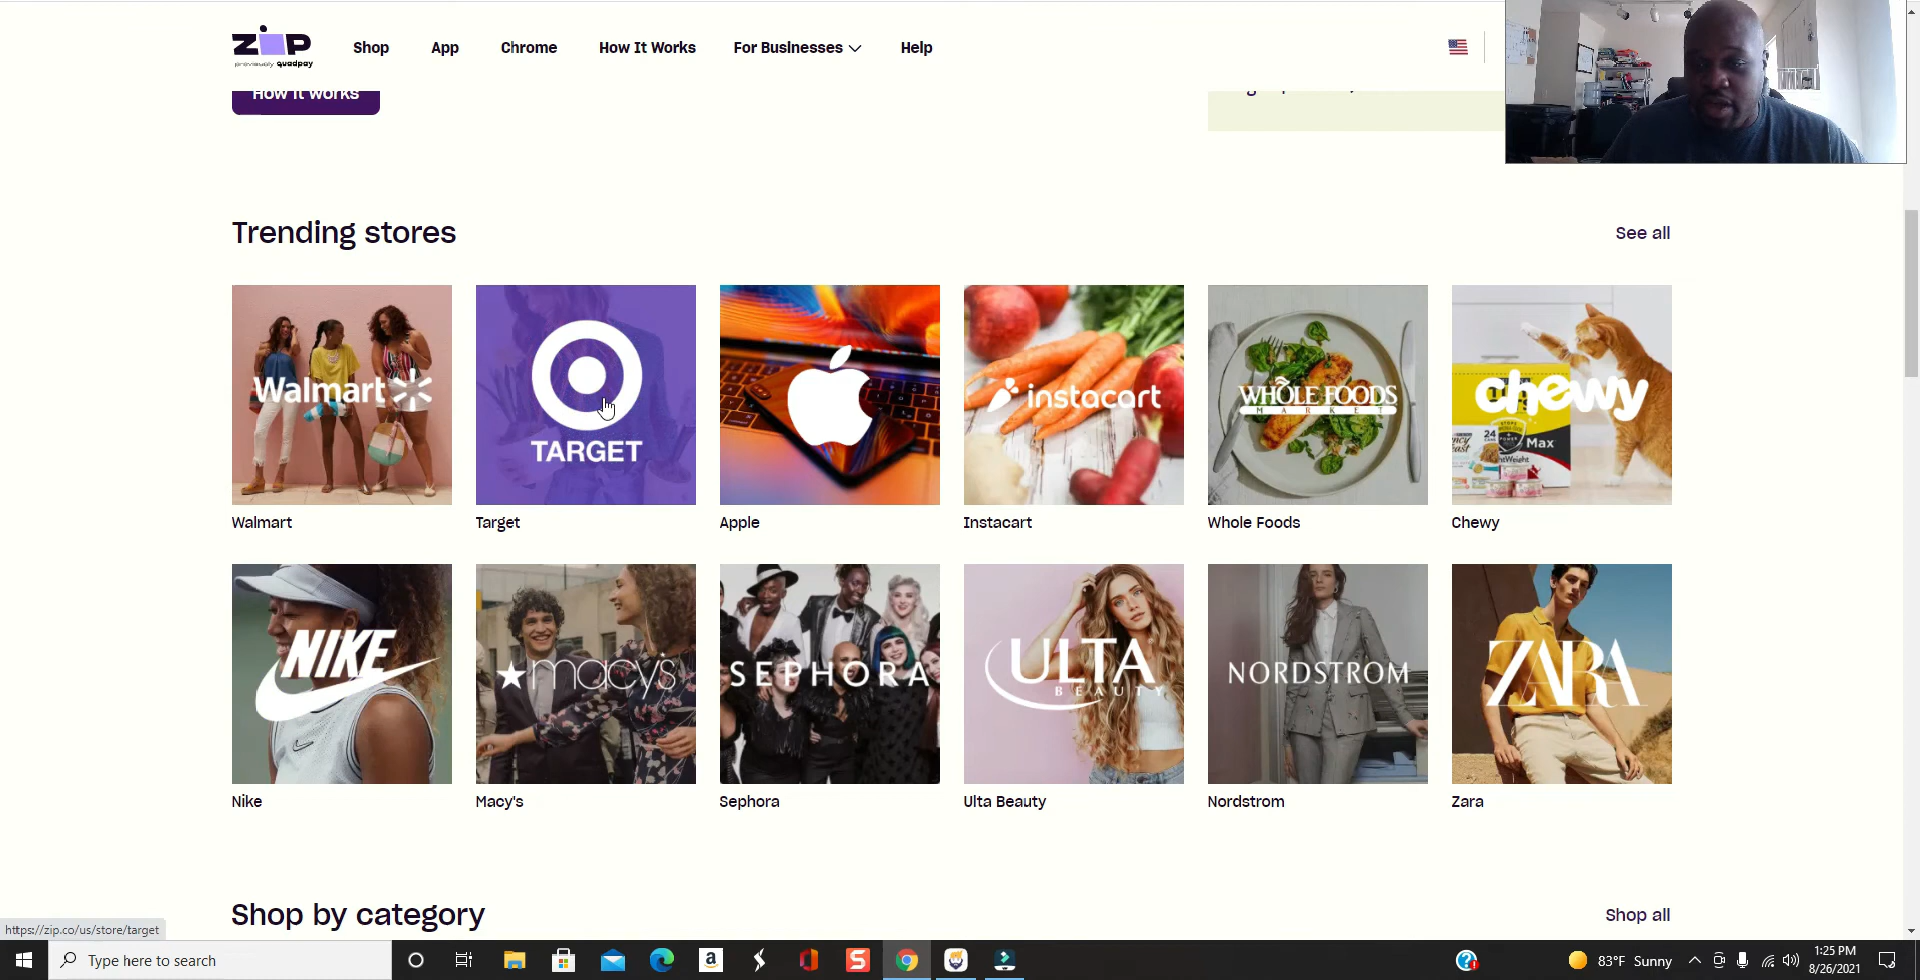 zip
previously quadpay
Shop
App
Chrome
How It Works
For Businesses
Help
How it works
Trending stores
See all
Walmart
TARGET
instacart
WHOLE FOODS
MARKET
chewy
24
Max
Walmart
Target
Apple
Instacart
Whole Foods
Chewy
NIKE
macy's
SEPHORA
ULTA
BEAUTY
NORDSTROM
ZARA
Nike
Macy's
Sephora
Ulta Beauty
Nordstrom
Zara
Shop by category
Shop all
https://zip.co/us/store/target
Type here to search
83°F Sunny
1:25 PM
8/26/2021